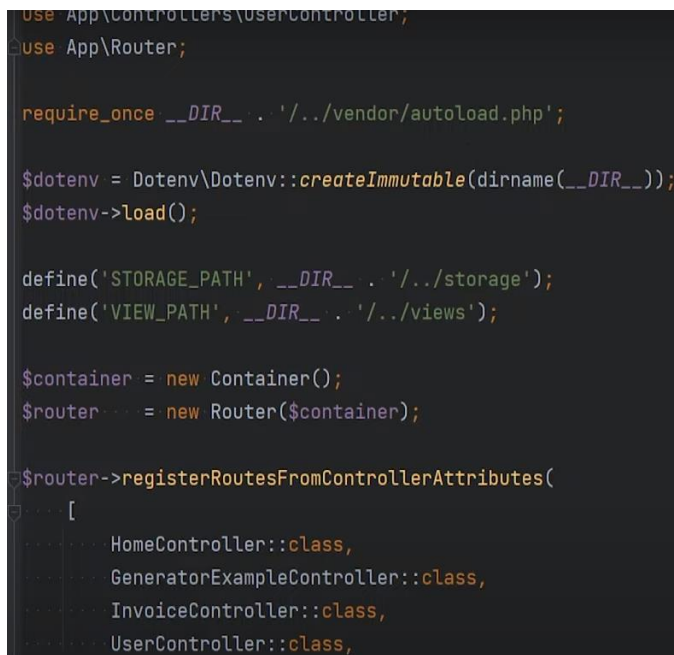 use App\Controllers\UserController;
use App\Router;
require_once __DIR__ . '/../vendor/autoload.php';
$dotenv = Dotenv\Dotenv::createImmutable(dirname(__DIR__));
$dotenv->load();
define('STORAGE_PATH', __DIR__ . '/../storage');
define('VIEW_PATH', __DIR__ . '/../views');
$container = new Container();
$router    = new Router($container);
$router->registerRoutesFromControllerAttributes(
    [
        HomeController::class,
        GeneratorExampleController::class,
        InvoiceController::class,
        UserController::class,